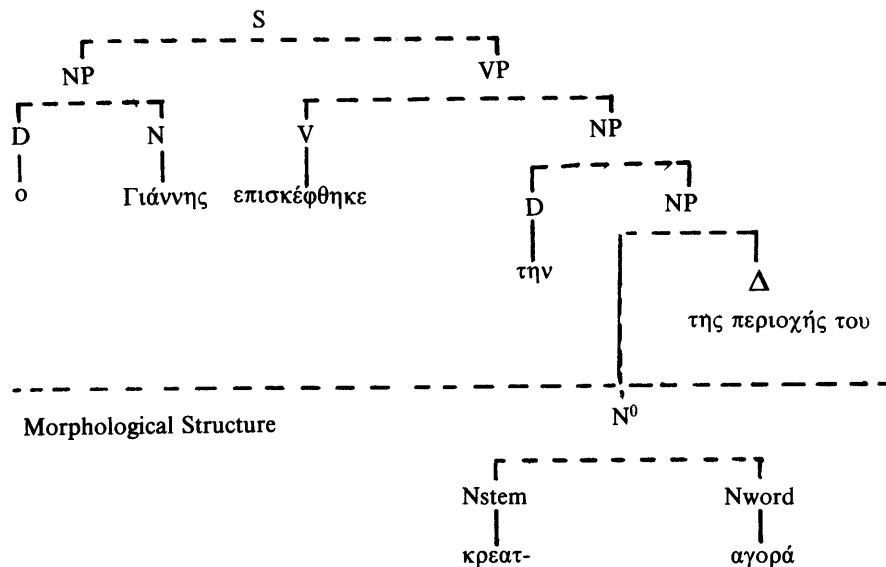 S
NP VP
D N V NP
ο Γιάννης επισκέφθηκε D NP
την Δ
της περιοχής του
Morphological Structure N⁰
Nstem Nword
κρεατ- αγορά